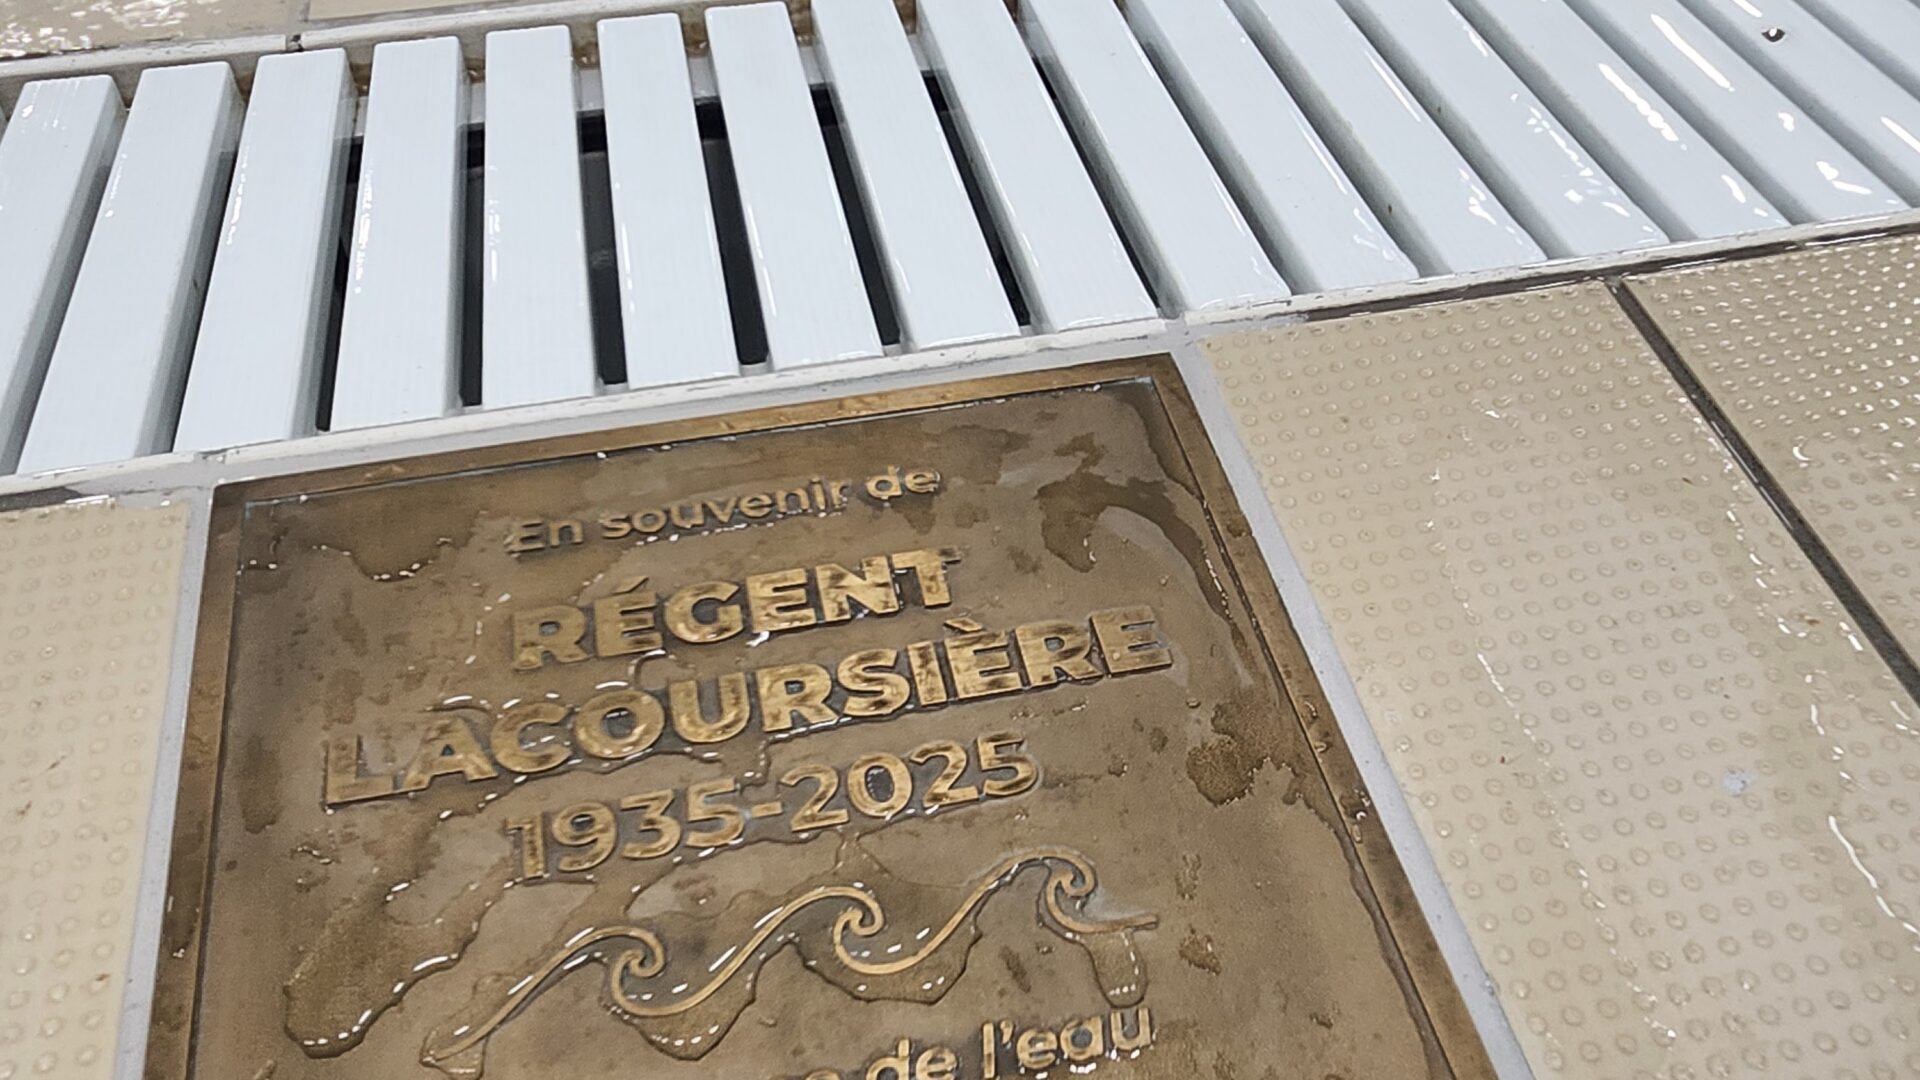 En souvenir de
RÉGENT
LACOURSIÈRE
1935-2025
de l'eau